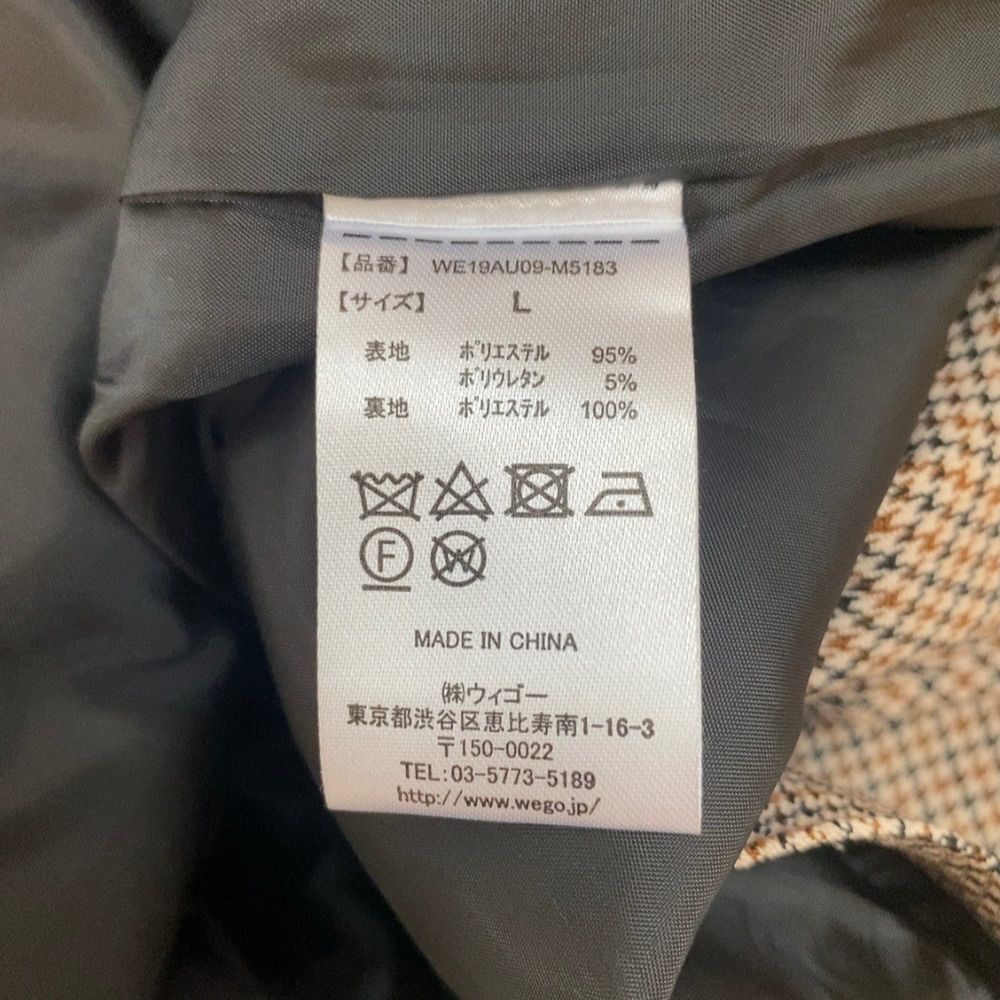 【品番】 WE19AU09-M5183
【サイズ】 L
表地 ポリエステル 95%
ポリウレタン 5%
裏地 ポリエステル 100%
F W
MADE IN CHINA
㈱ウィゴー
東京都渋谷区恵比寿南1-16-3
〒150-0022
TEL:03-5773-5189
http://www.wego.jp/